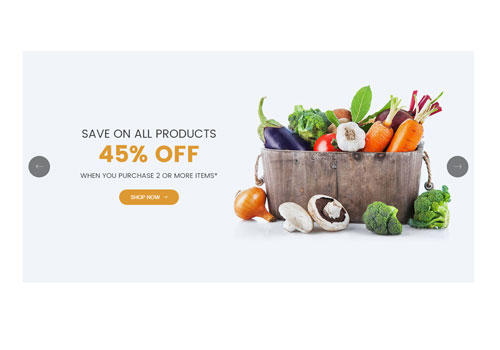 SAVE ON ALL PRODUCTS
45% OFF
WHEN YOU PURCHASE 2 OR MORE ITEMS*
SHOP NOW →